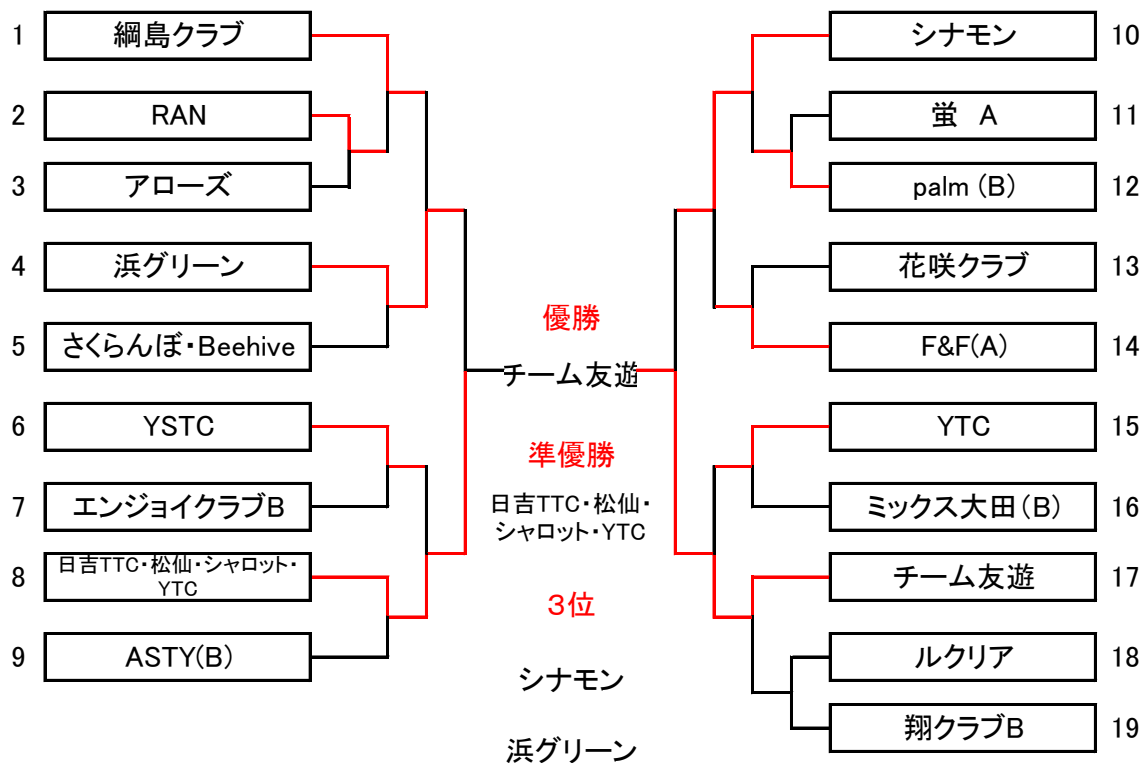 1 綱島クラブ
2 RAN
3 アローズ
4 浜グリーン
5 さくらんぼ・Beehive
6 YSTC
7 エンジョイクラブB
8 日吉TTC・松仙・シャロット・
YTC
9 ASTY(B)
優勝
チーム友遊
準優勝
日吉TTC・松仙・
シャロット・YTC
3位
シナモン
浜グリーン
シナモン 10
蛍 A 11
palm (B) 12
花咲クラブ 13
F&F(A) 14
YTC 15
ミックス大田(B) 16
チーム友遊 17
ルクリア 18
翔クラブB 19